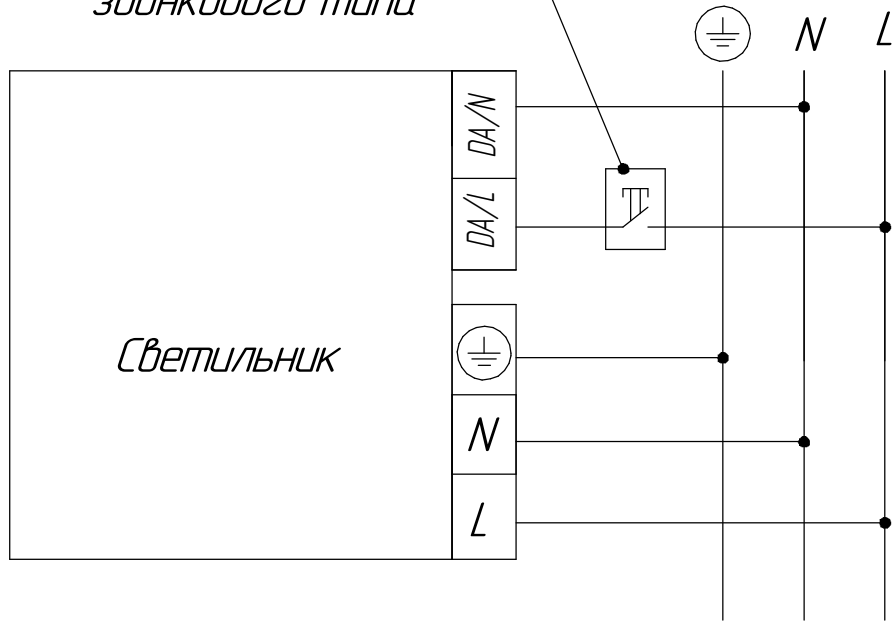 звонкового типа
N L
DA/N
DA/L
Светильник
N
L